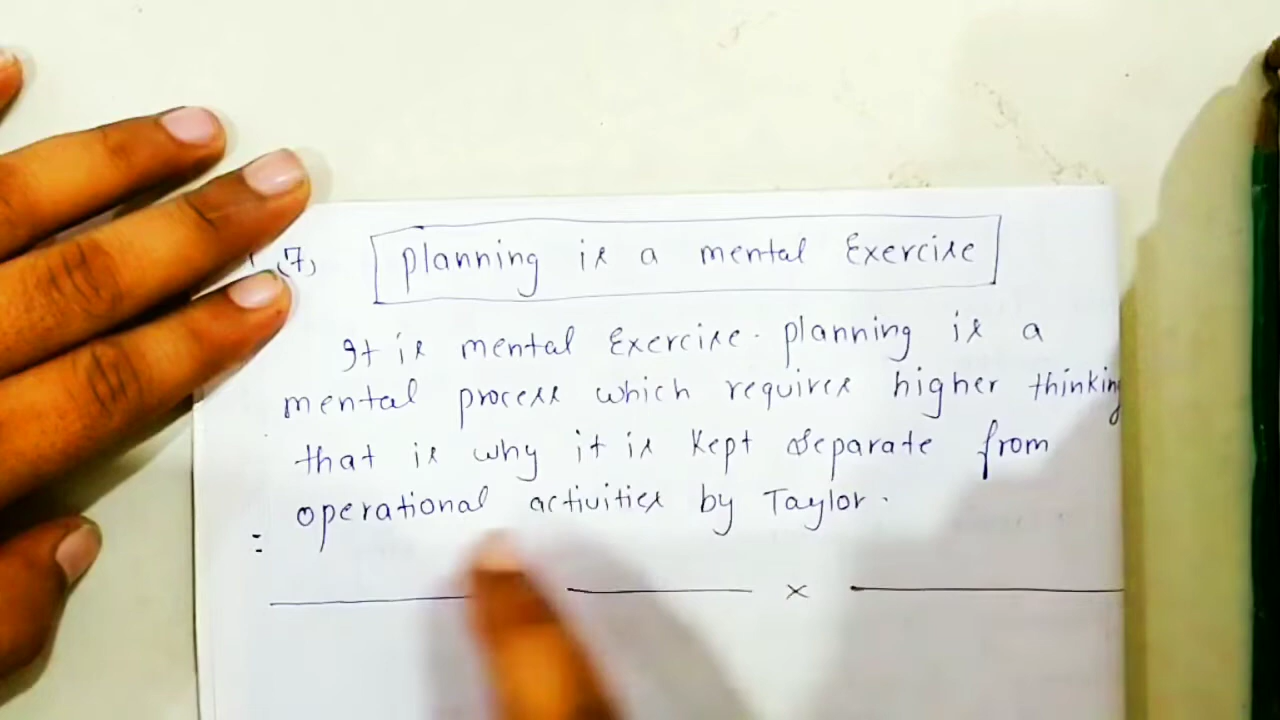 (7) Planning is a mental Exercise
It is mental Exercise. planning is a
mental process which requires higher thinking
that is why it is kept separate from
operational activities by Taylor.
x